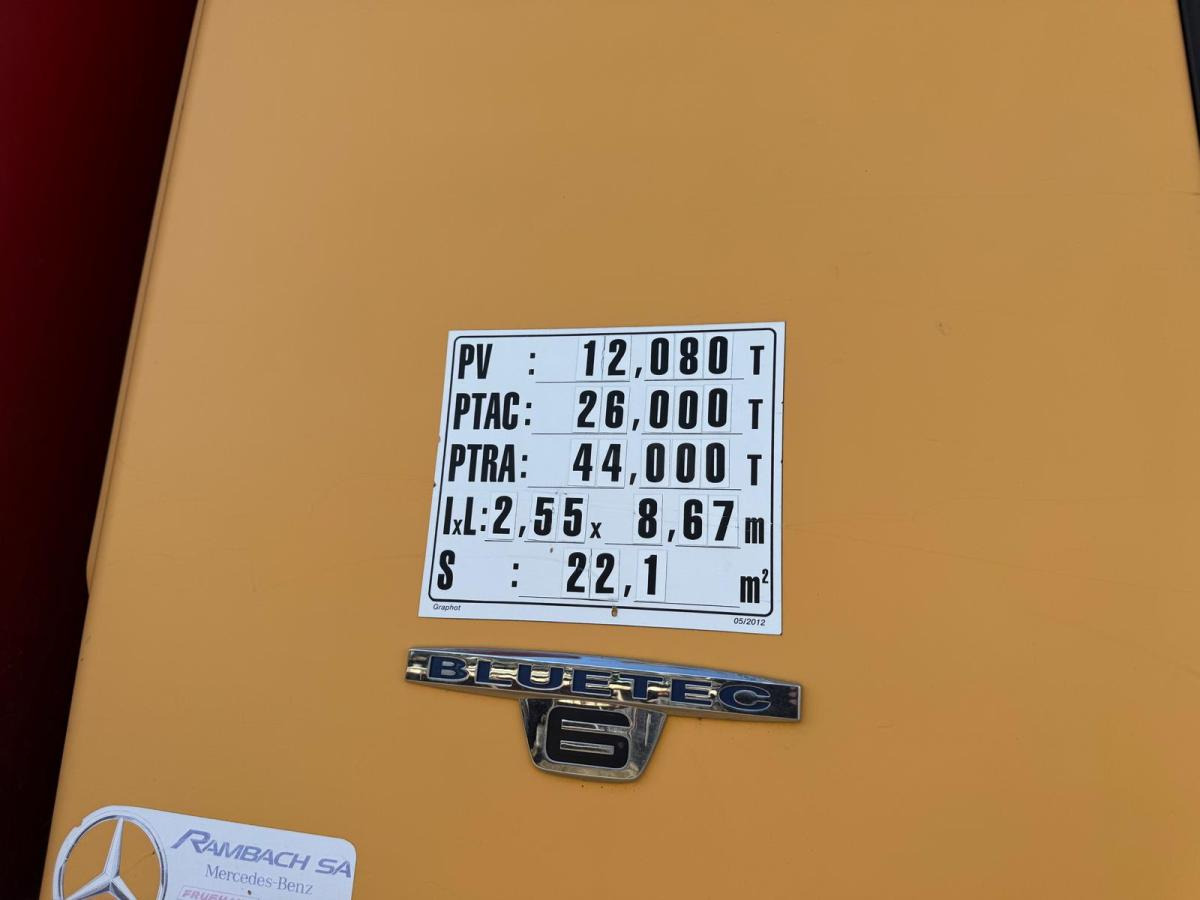 PV : 12,080 T
PTAC: 26,000 T
PTRA: 44,000 T
lxL: 2,55 x 8,67 m
S : 22,1 m²
Graphot 05/2012
BLUETEC
6
RAMBACH SA
Mercedes-Benz